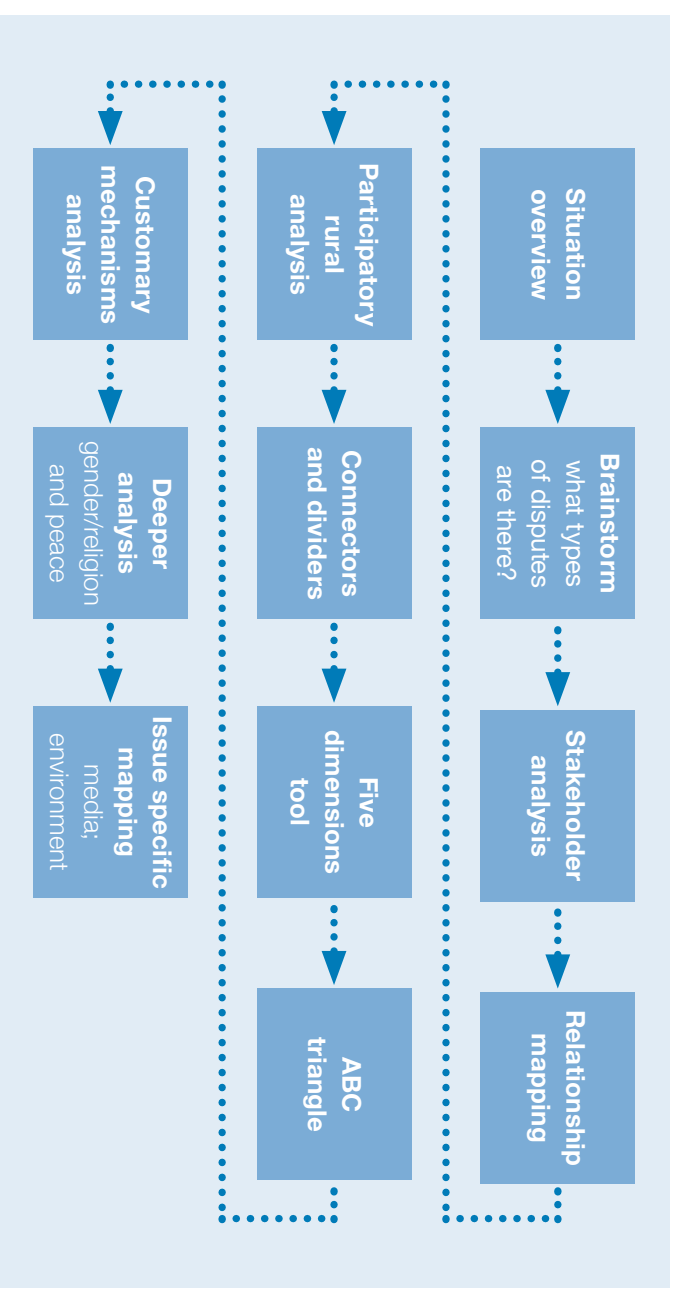 Situation
overview
Brainstorm
what types
of disputes
are there?
Stakeholder
analysis
Relationship
mapping
Participatory
rural
analysis
Connectors
and dividers
Five
dimensions
tool
ABC
triangle
Customary
mechanisms
analysis
Deeper
analysis
gender/religion
and peace
Issue specific
mapping
media;
environment